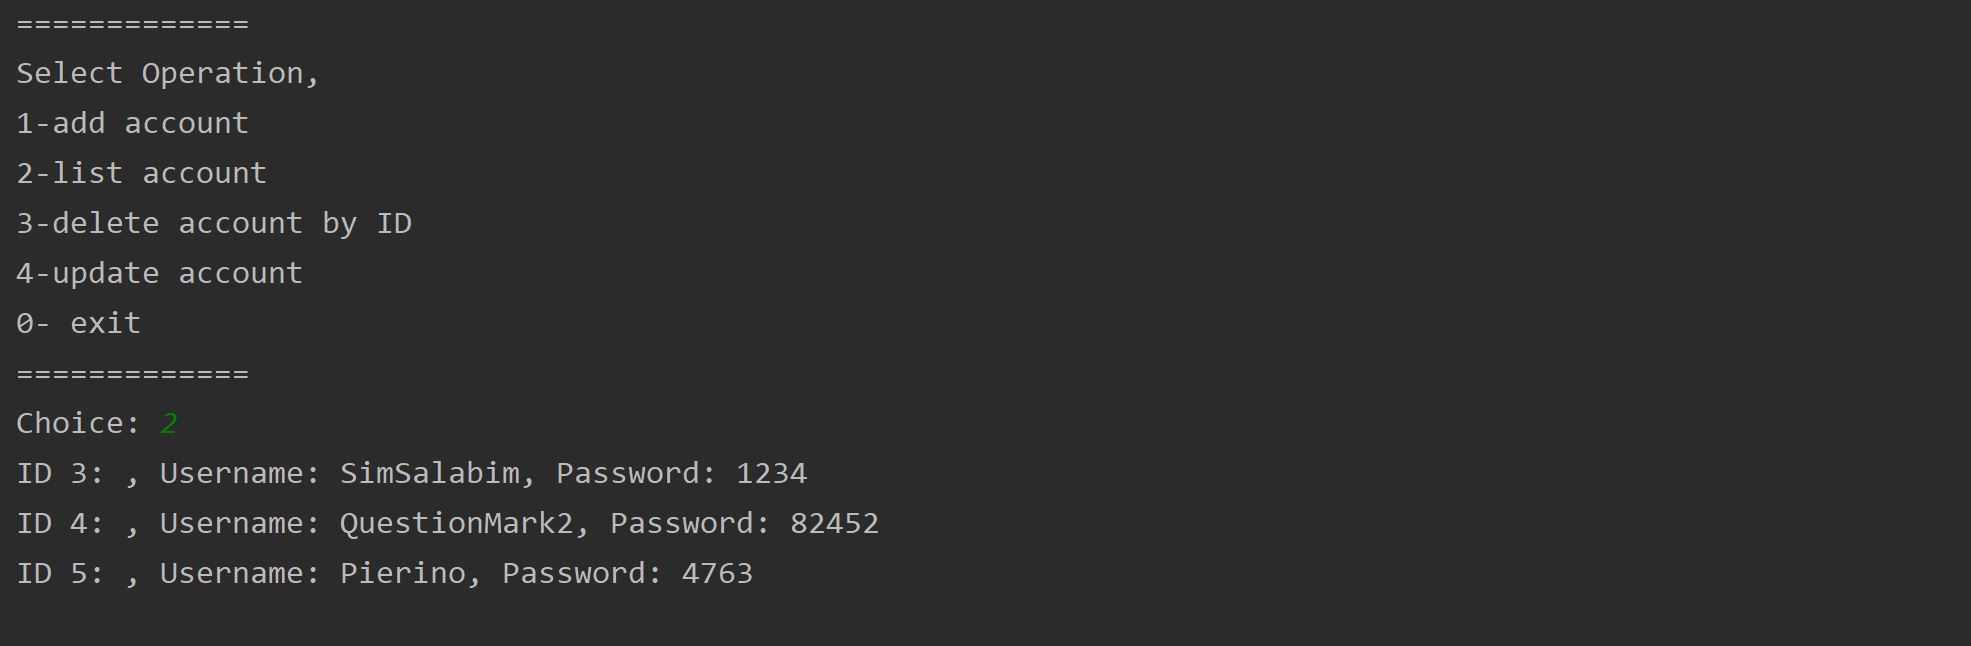 =============
Select Operation,
1-add account
2-list account
3-delete account by ID
4-update account
0- exit
=============
Choice: 2
ID 3: , Username: SimSalabim, Password: 1234
ID 4: , Username: QuestionMark2, Password: 82452
ID 5: , Username: Pierino, Password: 4763